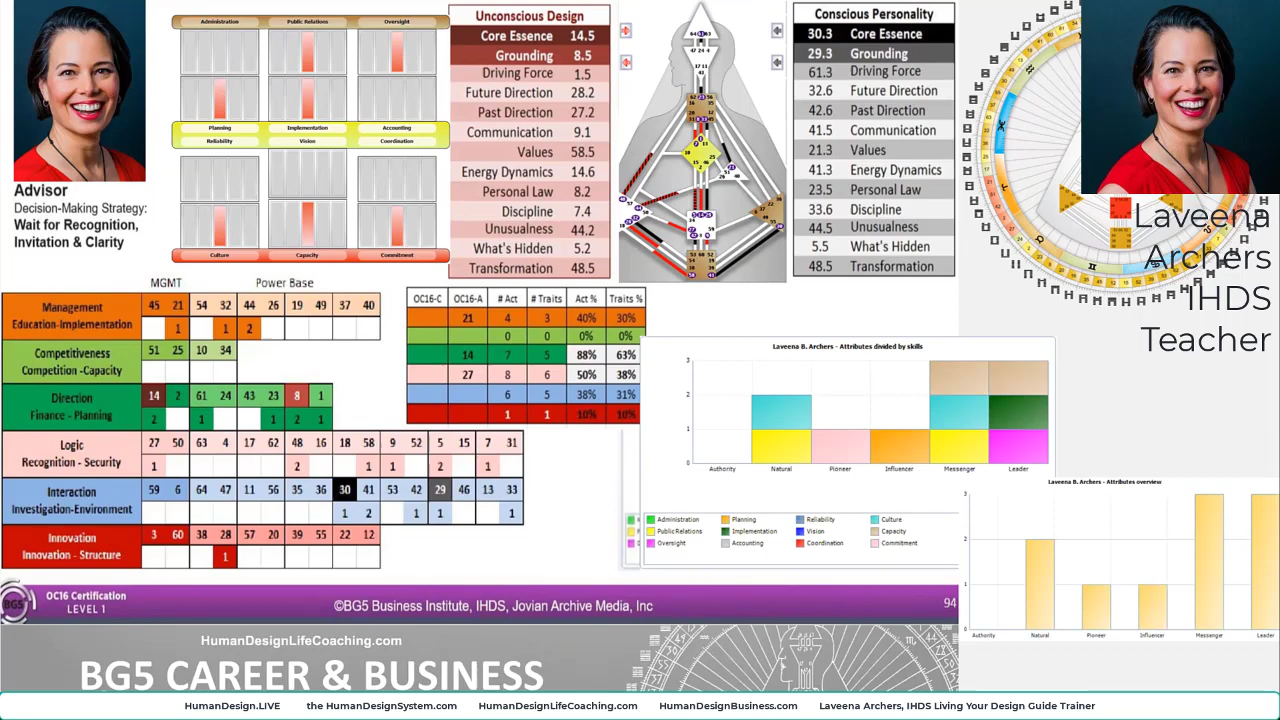 Administration Public Relations Oversight
Planning Implementation Accounting
Reliability Vision Coordination
Culture Capacity Commitment
Advisor
Decision-Making Strategy:
Wait for Recognition,
Invitation & Clarity
Unconscious Design
Core Essence 14.5
Grounding 8.5
Driving Force 1.5
Future Direction 28.2
Past Direction 27.2
Communication 9.1
Values 58.5
Energy Dynamics 14.6
Personal Law 8.2
Discipline 7.4
Unusualness 44.2
What's Hidden 5.2
Transformation 48.5
Conscious Personality
30.3 Core Essence
29.3 Grounding
61.3 Driving Force
32.6 Future Direction
42.6 Past Direction
41.5 Communication
21.3 Values
41.3 Energy Dynamics
23.5 Personal Law
33.6 Discipline
44.5 Unusualness
5.5 What's Hidden
48.5 Transformation
Laveena
Archers
IHDS
Teacher
MGMT Power Base
Management 45 21 54 32 44 26 19 49 37 40
Education-Implementation 1 1 2
Competitiveness 51 25 10 34
Competition -Capacity
Direction 14 2 61 24 43 23 8 1
Finance - Planning 2 1 1 2 1
Logic 27 50 63 4 17 62 48 16 18 58 9 52 5 15 7 31
Recognition - Security 1 2 1 1 2 1
Interaction 59 6 64 47 11 56 35 36 30 41 53 42 29 46 13 33
Investigation-Environment 1 2 1 1 1
Innovation 3 60 38 28 57 20 39 55 22 12
Innovation - Structure 1
OC16-C OC16-A # Act # Traits Act % Traits %
21 4 3 40% 30%
0 0 0% 0%
14 7 5 88% 63%
27 8 6 50% 38%
6 5 38% 31%
1 1 10% 10%
Laveena B. Archers - Attributes divided by skills
3
2
1
0
Authority Natural Pioneer Influencer Messenger Leader
Administration Planning Reliability Culture
Public Relations Implementation Vision Capacity
Oversight Accounting Coordination Commitment
Laveena B. Archers - Attributes overview
3
2
1
0
Authority Natural Pioneer Influencer Messenger Leader
BG5 OC16 Certification
LEVEL 1
©BG5 Business Institute, IHDS, Jovian Archive Media, Inc
94
HumanDesignLifeCoaching.com
BG5 CAREER & BUSINESS
HumanDesign.LIVE the HumanDesignSystem.com HumanDesignLifeCoaching.com HumanDesignBusiness.com Laveena Archers, IHDS Living Your Design Guide Trainer